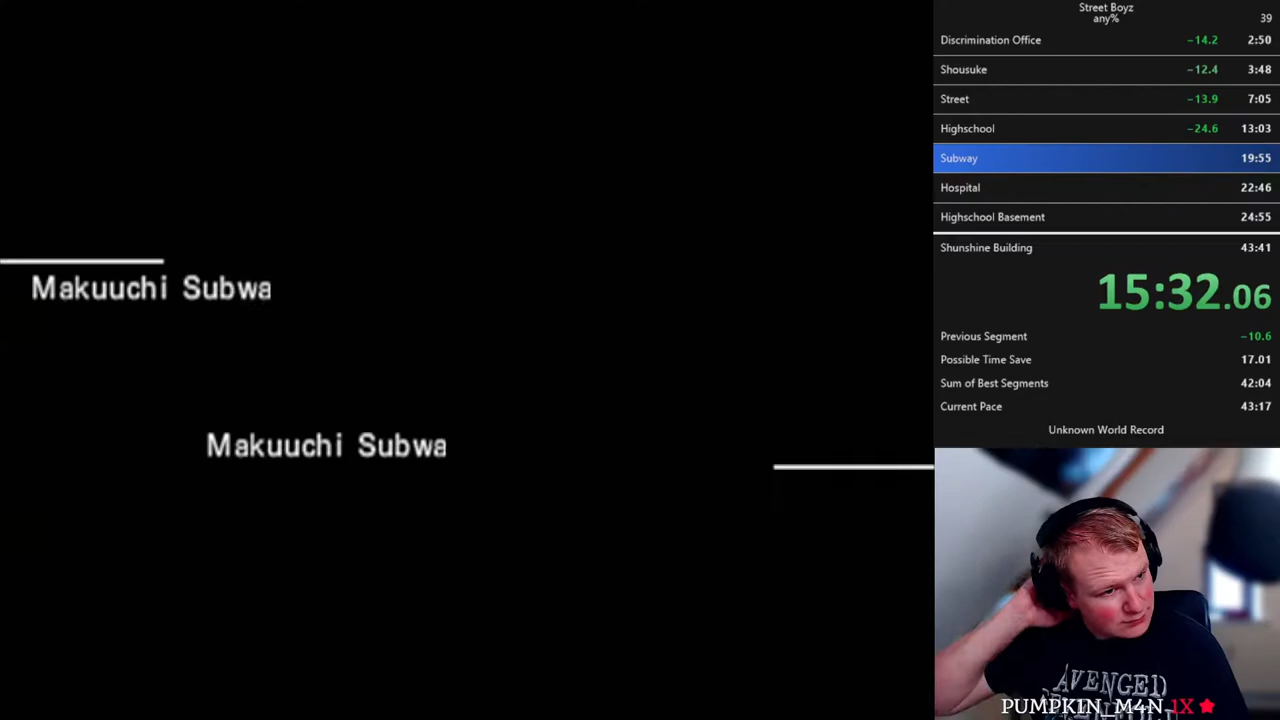 Street Boyz
any%
39
Discrimination Office -14.2 2:50
Shousuke -12.4 3:48
Street -13.9 7:05
Highschool -24.6 13:03
Subway 19:55
Hospital 22:46
Highschool Basement 24:55
Shunshine Building 43:41
15:32.06
Previous Segment -10.6
Possible Time Save 17.01
Sum of Best Segments 42:04
Current Pace 43:17
Unknown World Record
Makuuchi Subwa
Makuuchi Subwa
AVENGED
PUMPK1N_M4N 1X